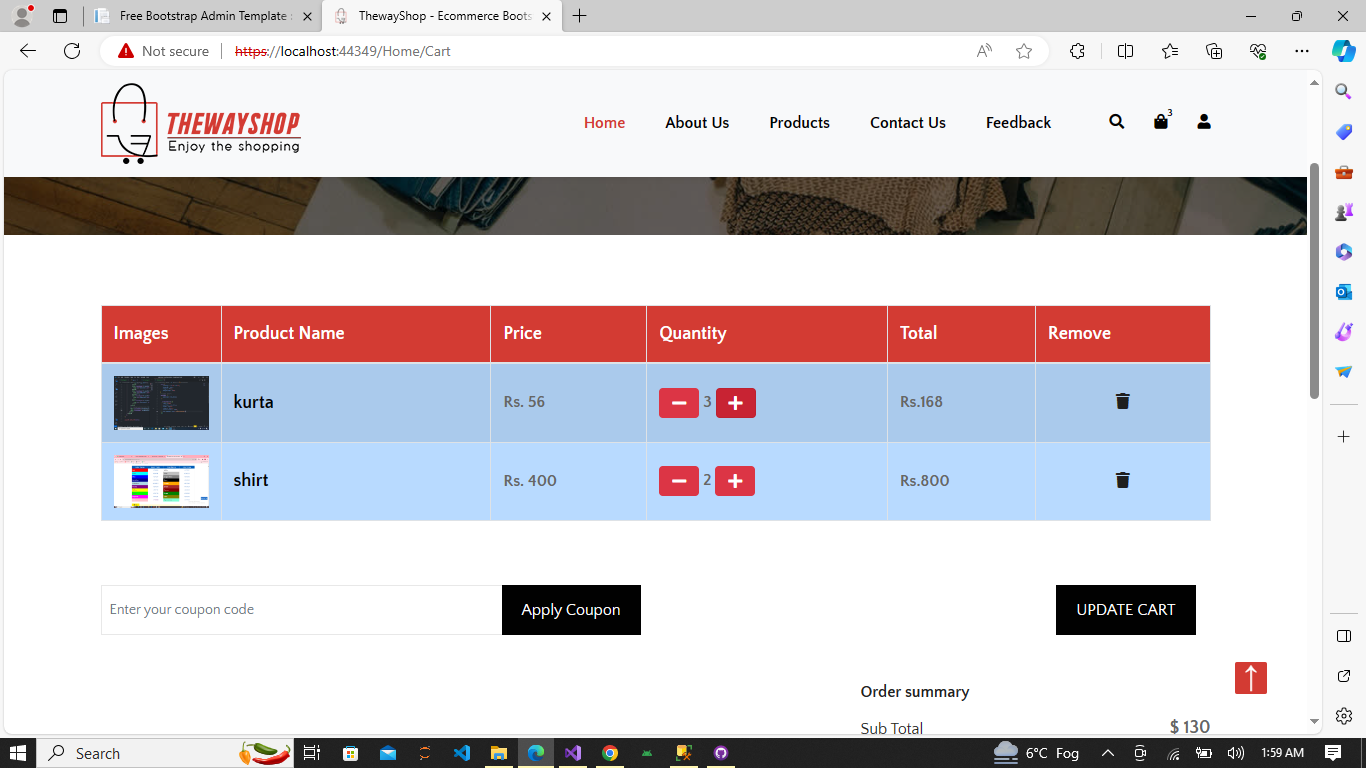 Free Bootstrap Admin Template :
ThewayShop - Ecommerce Boots
Not secure
https://localhost:44349/Home/Cart
THEWAYSHOP
Enjoy the shopping
Home
About Us
Products
Contact Us
Feedback
3
Images
Product Name
Price
Quantity
Total
Remove
kurta
Rs. 56
3
Rs.168
shirt
Rs. 400
2
Rs.800
Enter your coupon code
Apply Coupon
UPDATE CART
Order summary
Sub Total
$ 130
Search
6°C Fog
1:59 AM